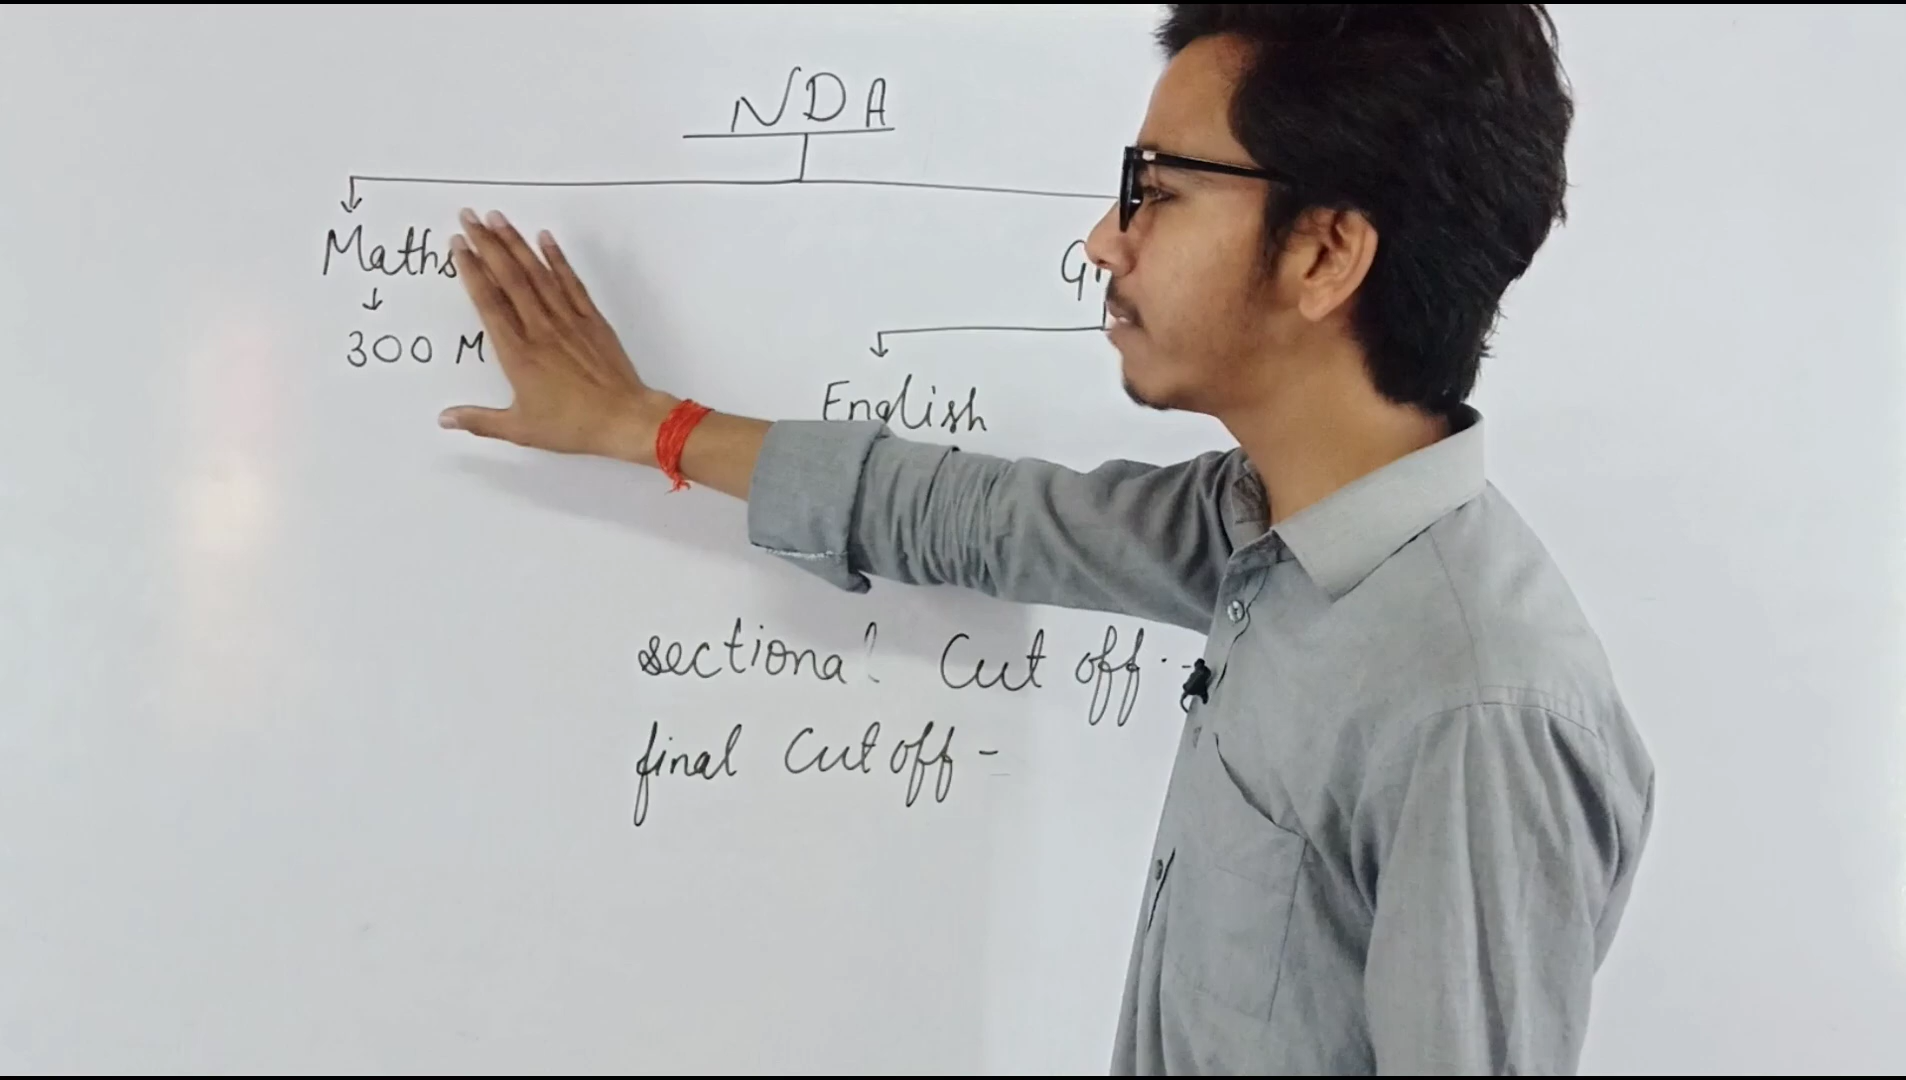 NDA
Maths
300 M
English
sectional Cut off -
final Cut off -